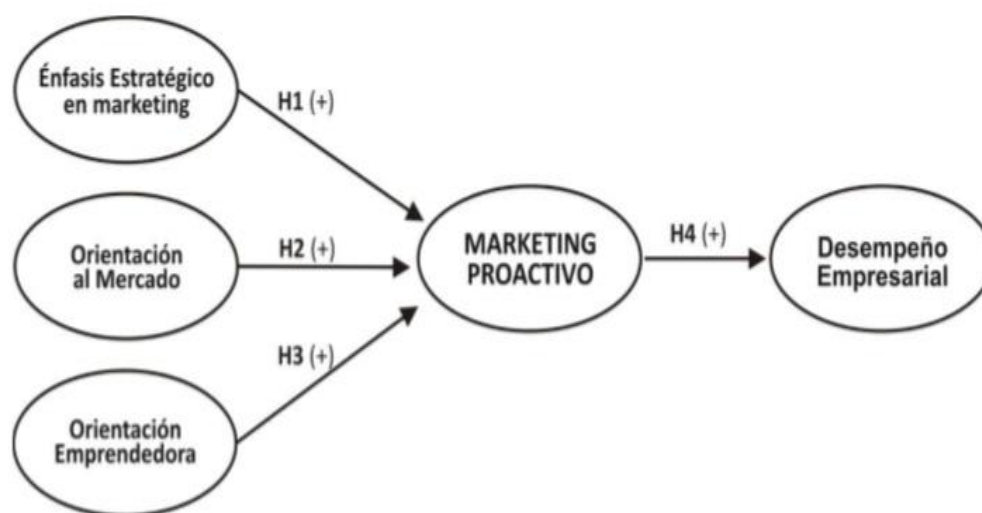 Énfasis Estratégico
en marketing
H1 (+)
Orientación
al Mercado
H2 (+)
MARKETING
PROACTIVO
H4 (+)
Desempeño
Empresarial
H3 (+)
Orientación
Emprendedora